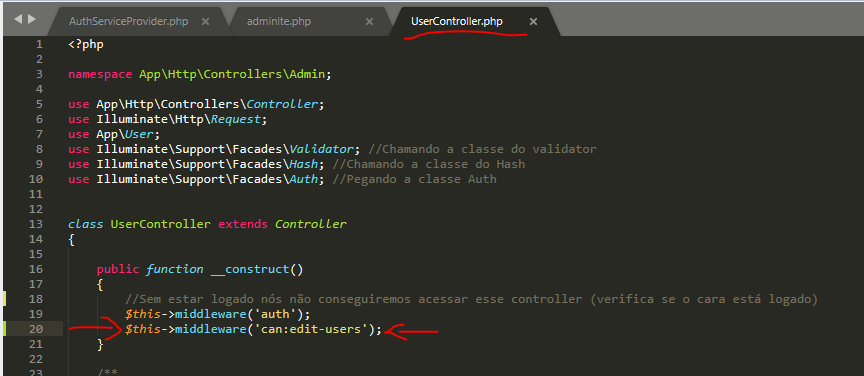 AuthServiceProvider.php × adminlte.php × UserController.php ×
1 <?php
2
3 namespace App\Http\Controllers\Admin;
4
5 use App\Http\Controllers\Controller;
6 use Illuminate\Http\Request;
7 use App\User;
8 use Illuminate\Support\Facades\Validator; //Chamando a classe do validator
9 use Illuminate\Support\Facades\Hash; //Chamando a classe do Hash
10 use Illuminate\Support\Facades\Auth; //Pegando a classe Auth
11
12
13 class UserController extends Controller
14 {
15
16 public function __construct()
17 {
18 //Sem estar logado nós não conseguiremos acessar esse controller (verifica se o cara está logado)
19 $this->middleware('auth');
20 $this->middleware('can:edit-users');
21 }
22
23 /**